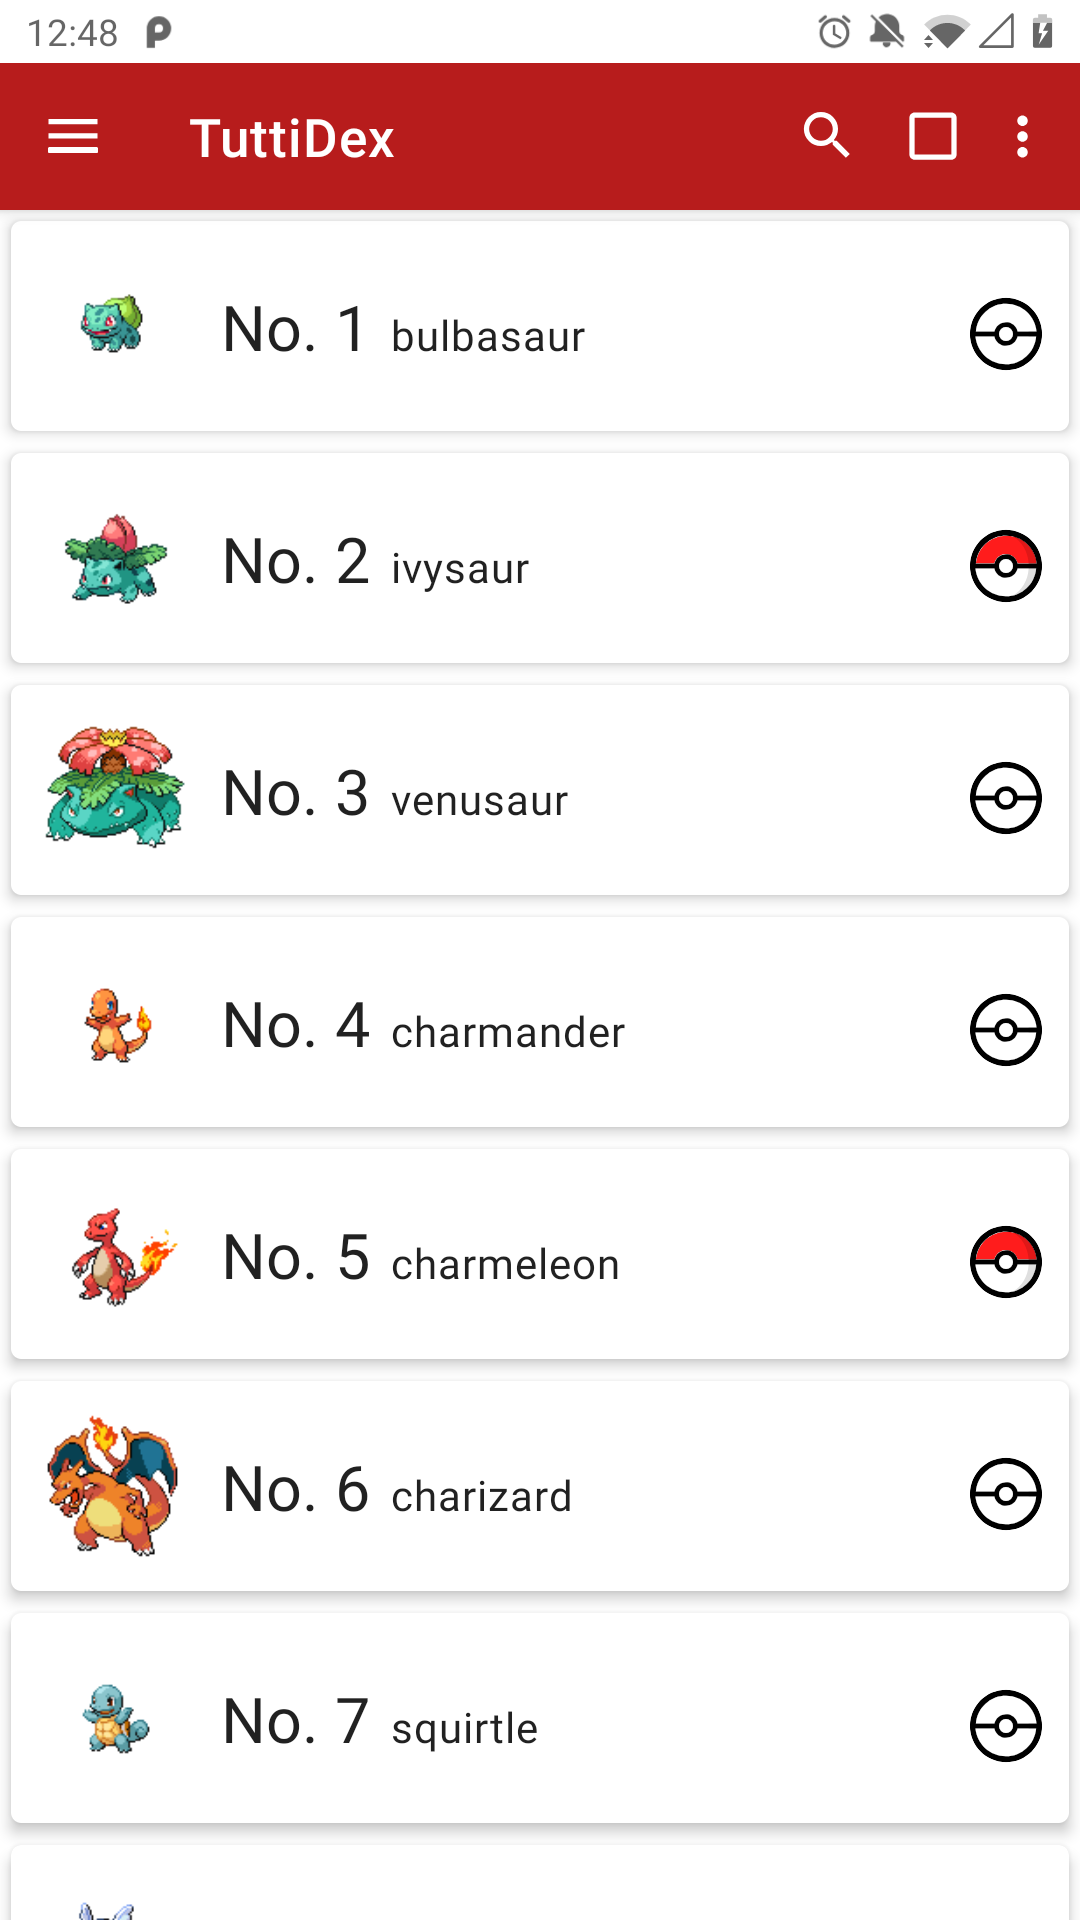 12:48
TuttiDex
No. 1 bulbasaur
No. 2 ivysaur
No. 3 venusaur
No. 4 charmander
No. 5 charmeleon
No. 6 charizard
No. 7 squirtle